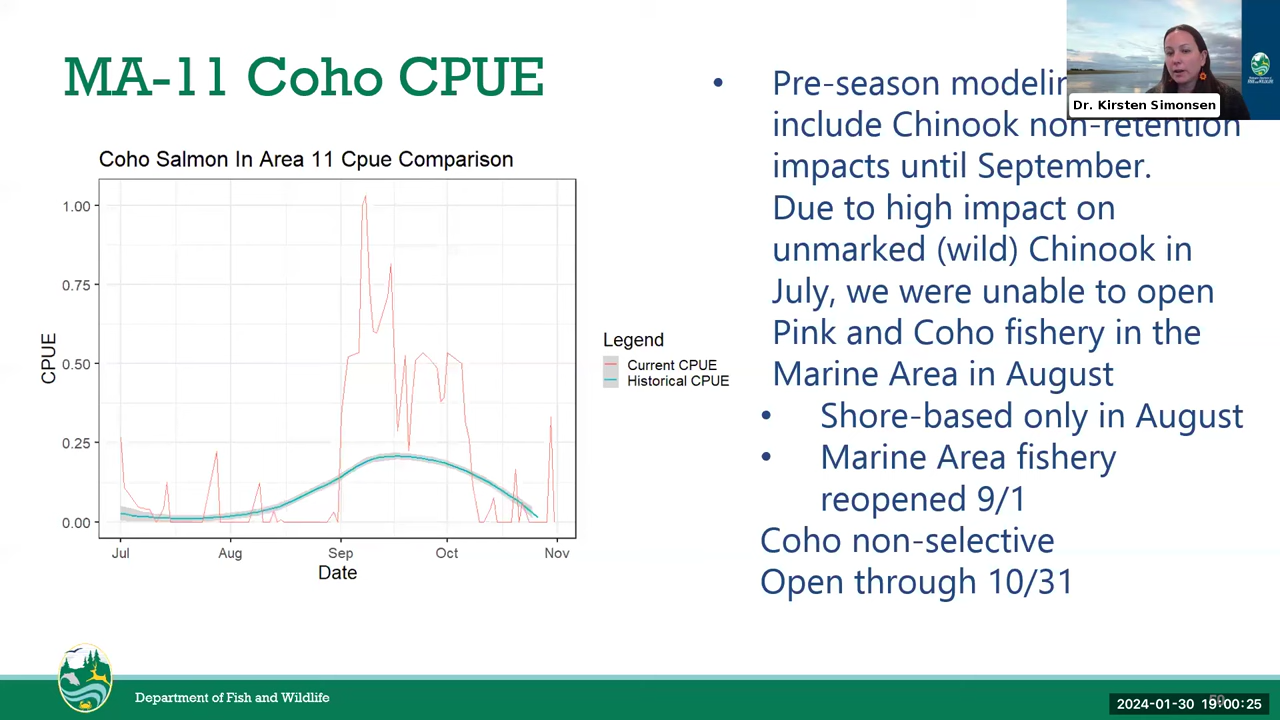 MA-11 Coho CPUE
Coho Salmon In Area 11 Cpue Comparison
1.00
0.75
0.50
0.25
0.00
CPUE
Jul Aug Sep Oct Nov
Date
Legend
Current CPUE
Historical CPUE
• Pre-season
include Chinook non-retention
impacts until September.
Due to high impact on
unmarked (wild) Chinook in
July, we were unable to open
Pink and Coho fishery in the
Marine Area in August
• Shore-based only in August
• Marine Area fishery
reopened 9/1
Coho non-selective
Open through 10/31
Dr. Kirsten Simonsen
Department of Fish and Wildlife
2024-01-30 19:00:25